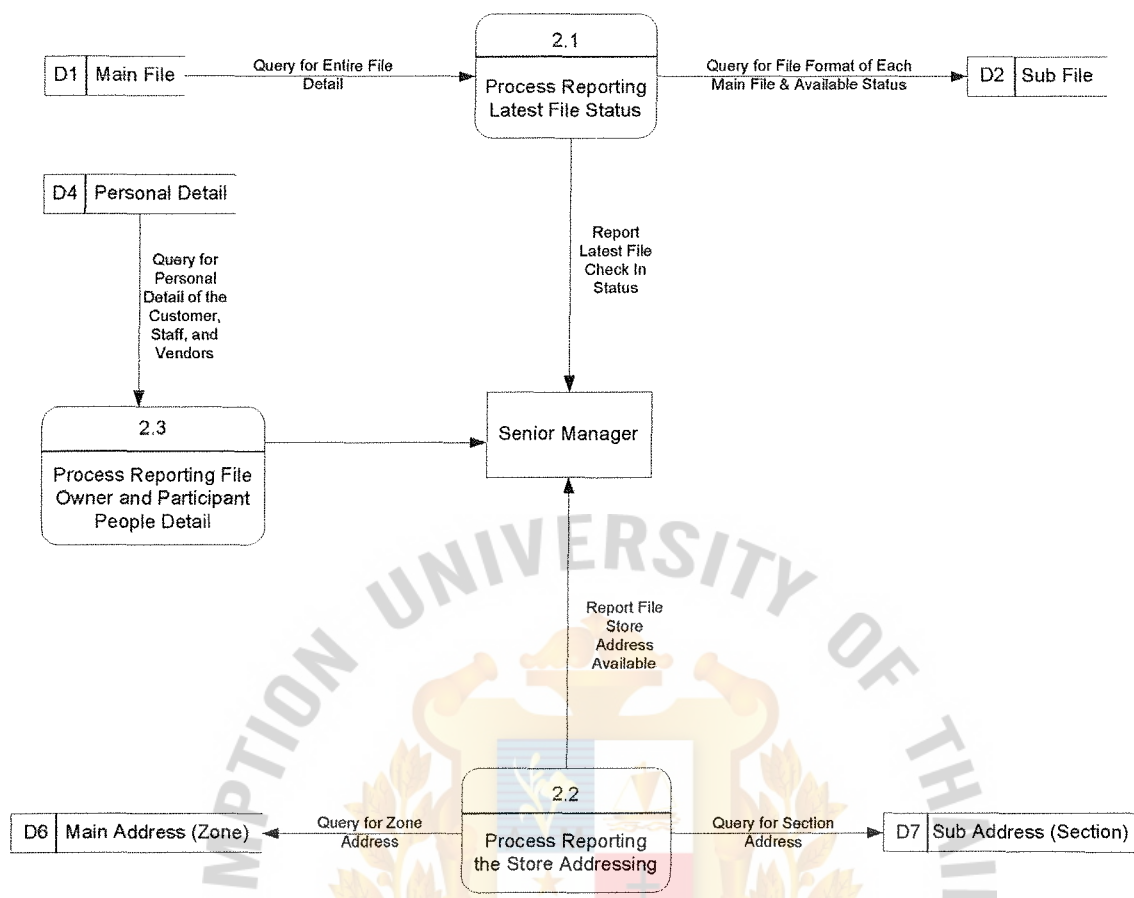 2.1
D1 Main File
Query for Entire File
Detail
Process Reporting
Latest File Status
Query for File Format of Each
Main File & Available Status
D2 Sub File
D4 Personal Detail
Query for
Personal
Detail of the
Customer,
Staff, and
Vendors
Report
Latest File
Check In
Status
2.3
Process Reporting File
Owner and Participant
People Detail
Senior Manager
Report File
Store
Address
Available
2.2
D6 Main Address (Zone)
Query for Zone
Address
Process Reporting
the Store Addressing
Query for Section
Address
D7 Sub Address (Section)
MPTION UNIVERSITY OF THAI